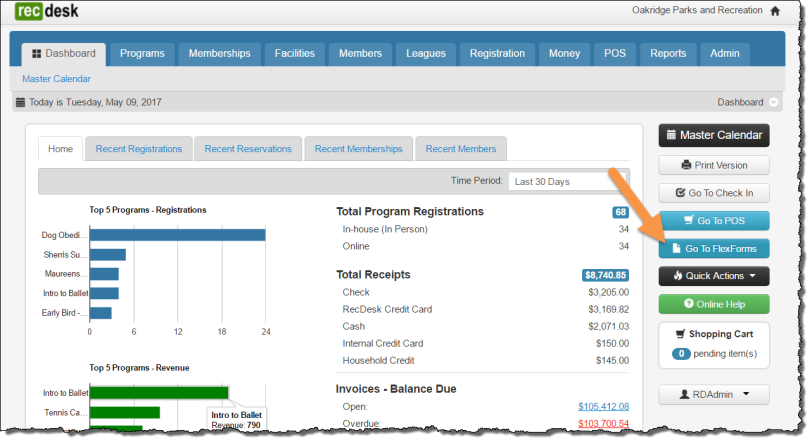 recdesk
Oakridge Parks and Recreation
Dashboard Programs Memberships Facilities Members Leagues Registration Money POS Reports Admin
Master Calendar
Today is Tuesday, May 09, 2017
Dashboard
Home Recent Registrations Recent Reservations Recent Memberships Recent Members
Time Period: Last 30 Days
Top 5 Programs - Registrations
Dog Obedi...
Sherris Su...
Maureens...
Intro to Ballet
Early Bird -...
0 6 12 18 24
Top 5 Programs - Revenue
Intro to Ballet
Tennis Ca...
Intro to Ballet
Revenue: 790
Total Program Registrations 68
In-house (In Person) 34
Online 34
Total Receipts $8,740.85
Check $3,205.00
RecDesk Credit Card $3,169.82
Cash $2,071.03
Internal Credit Card $150.00
Household Credit $145.00
Invoices - Balance Due
Open: $105,412.08
Overdue: $103,700.54
Master Calendar
Print Version
Go To Check In
Go To POS
Go To FlexForms
Quick Actions
Online Help
Shopping Cart
0 pending item(s)
RDAdmin